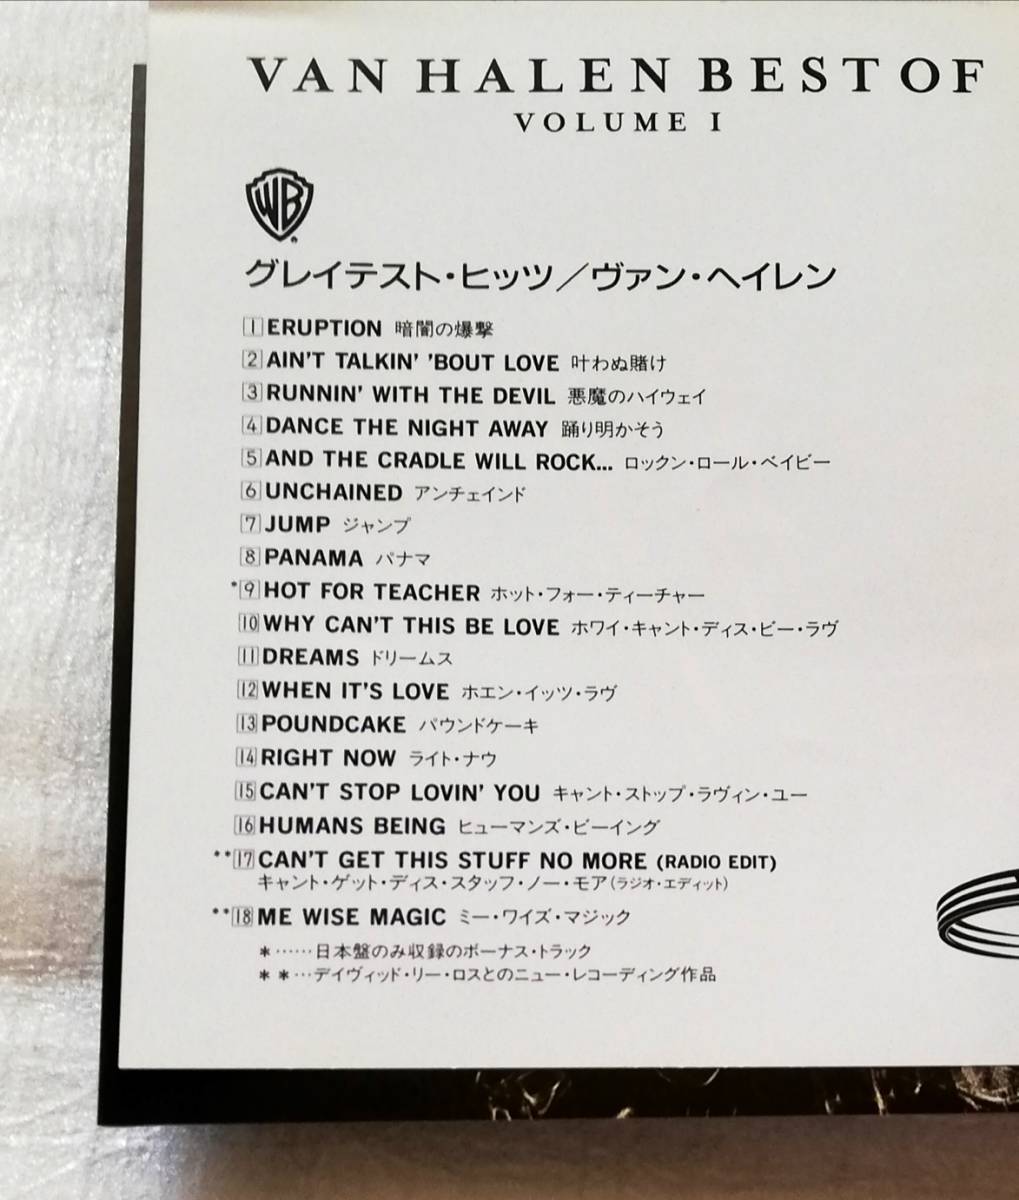 VAN HALEN BEST OF
VOLUME I
WB
グレイテスト・ヒッツ／ヴァン・ヘイレン
1 ERUPTION 暗闇の爆撃
2 AIN'T TALKIN' 'BOUT LOVE 叶わぬ賭け
3 RUNNIN' WITH THE DEVIL 悪魔のハイウェイ
4 DANCE THE NIGHT AWAY 踊り明かそう
5 AND THE CRADLE WILL ROCK... ロックン・ロール・ベイビー
6 UNCHAINED アンチェインド
7 JUMP ジャンプ
8 PANAMA パナマ
*9 HOT FOR TEACHER ホット・フォー・ティーチャー
10 WHY CAN'T THIS BE LOVE ホワイ・キャント・ディス・ビー・ラヴ
11 DREAMS ドリームス
12 WHEN IT'S LOVE ホエン・イッツ・ラヴ
13 POUNDCAKE パウンドケーキ
14 RIGHT NOW ライト・ナウ
15 CAN'T STOP LOVIN' YOU キャント・ストップ・ラヴィン・ユー
16 HUMANS BEING ヒューマンズ・ビーイング
**17 CAN'T GET THIS STUFF NO MORE (RADIO EDIT)
キャント・ゲット・ディス・スタッフ・ノー・モア(ラジオ・エディット)
**18 ME WISE MAGIC ミー・ワイズ・マジック
*……日本盤のみ収録のボーナス・トラック
**…デイヴィッド・リー・ロスとのニュー・レコーディング作品